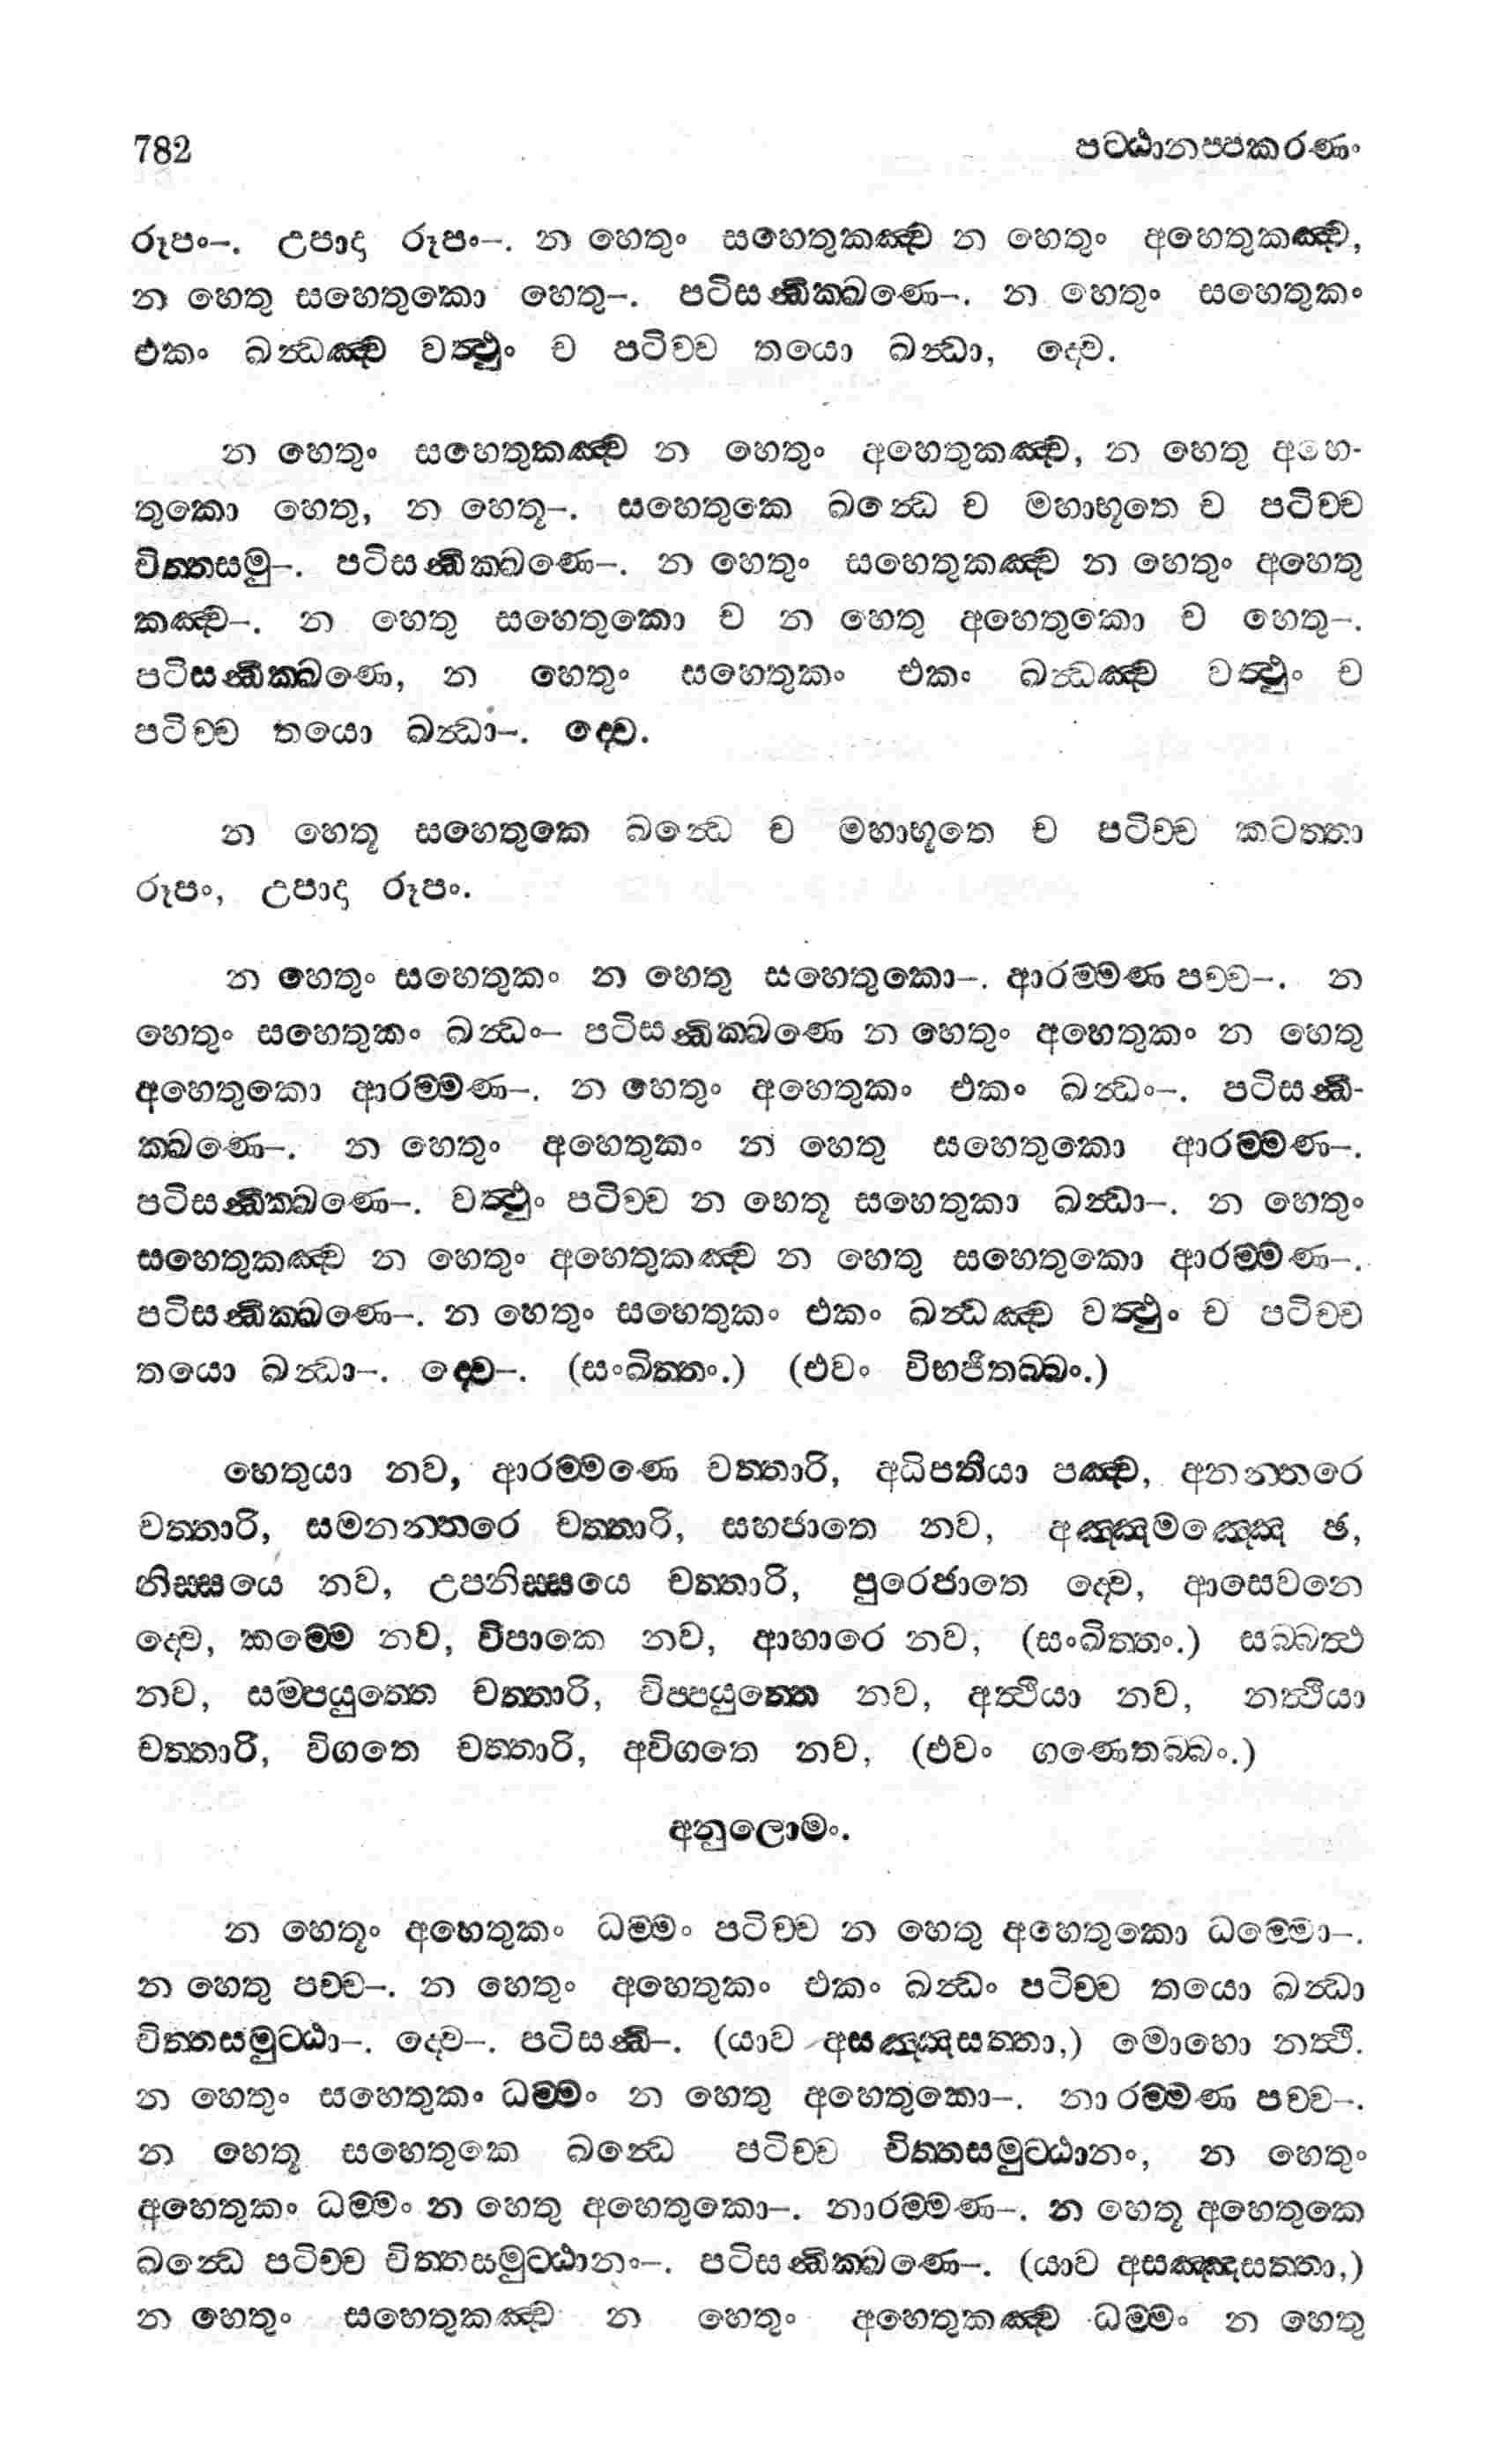 782 පට්ඨානප්පකරණං
රූපං–. උපාදා රූපං–. න හෙතුං සහෙතුකඤ්ච න හෙතුං අහෙතුකඤ්ච,
න හෙතු සහෙතුකො හෙතු–. පටිසන්ධික්ඛණෙ–. න හෙතුං සහෙතුකං
එකං ඛන්ධඤ්ච වත්ථුං ච පටිච්ච තයො ඛන්ධා, ද්වෙ.
න හෙතුං සහෙතුකඤ්ච න හෙතුං අහෙතුකඤ්ච, න හෙතු අහෙ-
තුකො හෙතු, න හෙතූ–. සහෙතුකෙ ඛන්ධෙ ච මහාභූතෙ ච පටිච්ච
චිත්තසමු–. පටිසන්ධික්ඛණෙ–. න හෙතුං සහෙතුකඤ්ච න හෙතුං අහෙතු
කඤ්ච–. න හෙතු සහෙතුකො ච න හෙතු අහෙතුකො ච හෙතු–.
පටිසන්ධික්ඛණෙ, න හෙතුං සහෙතුකං එකං ඛන්ධඤ්ච වත්ථුං ච
පටිච්ච තයො ඛන්ධා–. ද්වෙ.
න හෙතූ සහෙතුකෙ ඛන්ධෙ ච මහාභූතෙ ච පටිච්ච කටත්තා
රූපං, උපාදා රූපං.
න හෙතුං සහෙතුකං න හෙතු සහෙතුකො–. ආරම්මණ පච්ච–. න
හෙතුං සහෙතුකං ඛන්ධං– පටිසන්ධික්ඛණෙ න හෙතුං අහෙතුකං න හෙතු
අහෙතුකො ආරම්මණ–. න හෙතුං අහෙතුකං එකං ඛන්ධං–. පටිසන්ධි-
ක්ඛණෙ–. න හෙතුං අහෙතුකං න හෙතු සහෙතුකො ආරම්මණ–.
පටිසන්ධික්ඛණෙ–. වත්ථුං පටිච්ච න හෙතූ සහෙතුකා ඛන්ධා–. න හෙතුං
සහෙතුකඤ්ච න හෙතුං අහෙතුකඤ්ච න හෙතු සහෙතුකො ආරම්මණ–.
පටිසන්ධික්ඛණෙ–. න හෙතුං සහෙතුකං එකං ඛන්ධඤ්ච වත්ථුං ච පටිච්ච
තයො ඛන්ධා–. ද්වෙ–. (සංඛිත්තං.) (එවං විභජිතබ්බං.)
හෙතුයා නව, ආරම්මණෙ චත්තාරි, අධිපතියා පඤ්ච, අනන්තරෙ
චත්තාරි, සමනන්තරෙ චත්තාරි, සහජාතෙ නව, අඤ්ඤමඤ්ඤෙ ඡ,
නිස්සයෙ නව, උපනිස්සයෙ චත්තාරි, පුරෙජාතෙ ද්වෙ, ආසෙවනෙ
ද්වෙ, කම්මෙ නව, විපාකෙ නව, ආහාරෙ නව, (සංඛිත්තං.) සබ්බත්ථ
නව, සම්පයුත්තෙ චත්තාරි, විප්පයුත්තෙ නව, අත්ථියා නව, නත්ථියා
චත්තාරි, විගතෙ චත්තාරි, අවිගතෙ නව, (එවං ගණෙතබ්බං.)
අනුලොමං.
න හෙතූං අහෙතුකං ධම්මං පටිච්ච න හෙතු අහෙතුකො ධම්මො–.
න හෙතු පච්ච–. න හෙතුං අහෙතුකං එකං ඛන්ධං පටිච්ච තයො ඛන්ධා
චිත්තසමුට්ඨා–. ද්වෙ–. පටිසන්ධි–. (යාව අසඤ්ඤසත්තා,) මොහො නත්ථි.
න හෙතුං සහෙතුකං ධම්මං න හෙතු අහෙතුකො–. නාරම්මණ පච්ච–.
න හෙතූ සහෙතුකෙ ඛන්ධෙ පටිච්ච චිත්තසමුට්ඨානං, න හෙතුං
අහෙතුකං ධම්මං න හෙතු අහෙතුකො–. නාරම්මණ–. න හෙතූ අහෙතුකෙ
ඛන්ධෙ පටිච්ච චිත්තසමුට්ඨානං–. පටිසන්ධික්ඛණෙ–. (යාව අසඤ්ඤසත්තා,)
න හෙතුං සහෙතුකඤ්ච න හෙතුං අහෙතුකඤ්ච ධම්මං න හෙතු